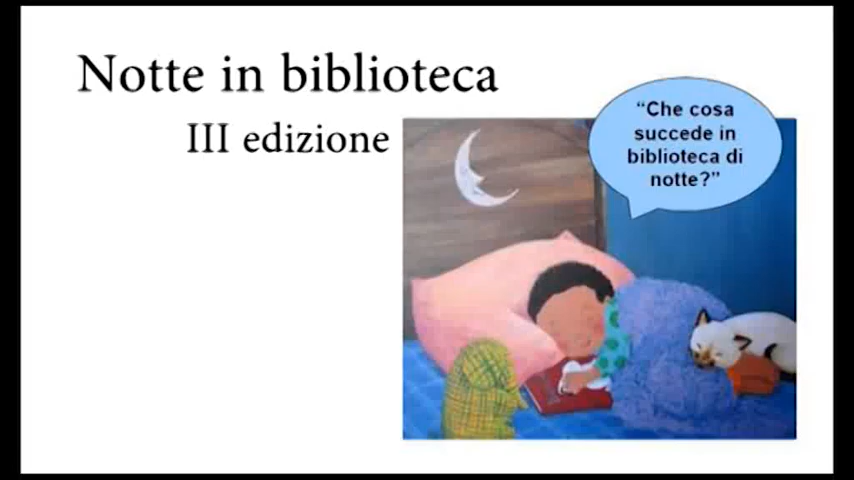 Notte in biblioteca
III edizione
“Che cosa
succede in
biblioteca di
notte?”